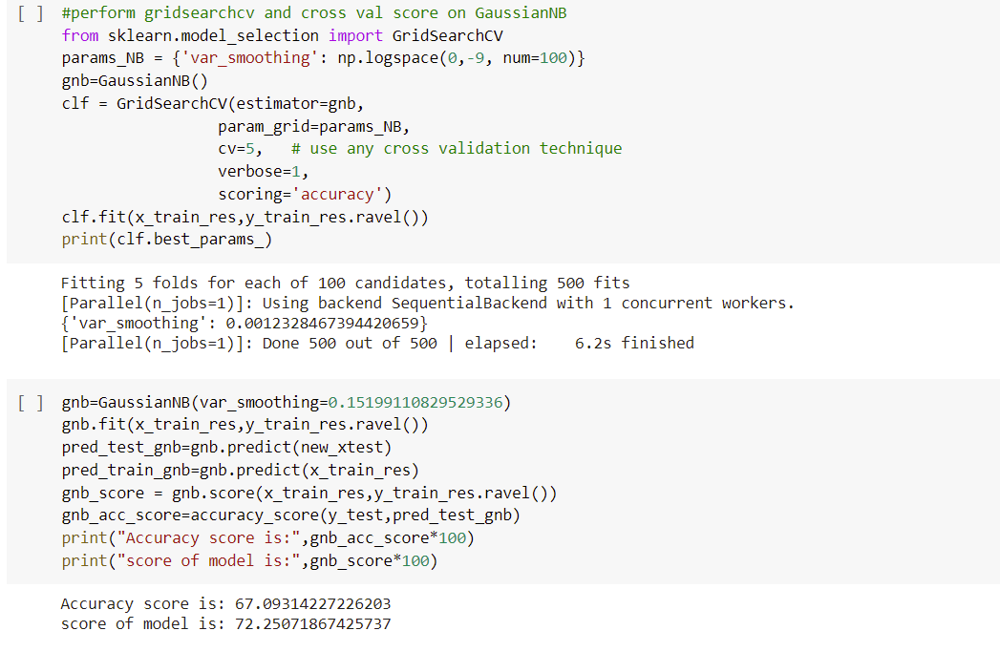 [ ] #perform gridsearchcv and cross val score on GaussianNB
from sklearn.model_selection import GridSearchCV
params_NB = {'var_smoothing': np.logspace(0,-9, num=100)}
gnb=GaussianNB()
clf = GridSearchCV(estimator=gnb,
                 param_grid=params_NB,
                 cv=5,   # use any cross validation technique
                 verbose=1,
                 scoring='accuracy')
clf.fit(x_train_res,y_train_res.ravel())
print(clf.best_params_)
Fitting 5 folds for each of 100 candidates, totalling 500 fits
[Parallel(n_jobs=1)]: Using backend SequentialBackend with 1 concurrent workers.
{'var_smoothing': 0.0012328467394420659}
[Parallel(n_jobs=1)]: Done 500 out of 500 | elapsed:    6.2s finished
[ ] gnb=GaussianNB(var_smoothing=0.15199110829529336)
gnb.fit(x_train_res,y_train_res.ravel())
pred_test_gnb=gnb.predict(new_xtest)
pred_train_gnb=gnb.predict(x_train_res)
gnb_score = gnb.score(x_train_res,y_train_res.ravel())
gnb_acc_score=accuracy_score(y_test,pred_test_gnb)
print("Accuracy score is:",gnb_acc_score*100)
print("score of model is:",gnb_score*100)
Accuracy score is: 67.09314227226203
score of model is: 72.25071867425737